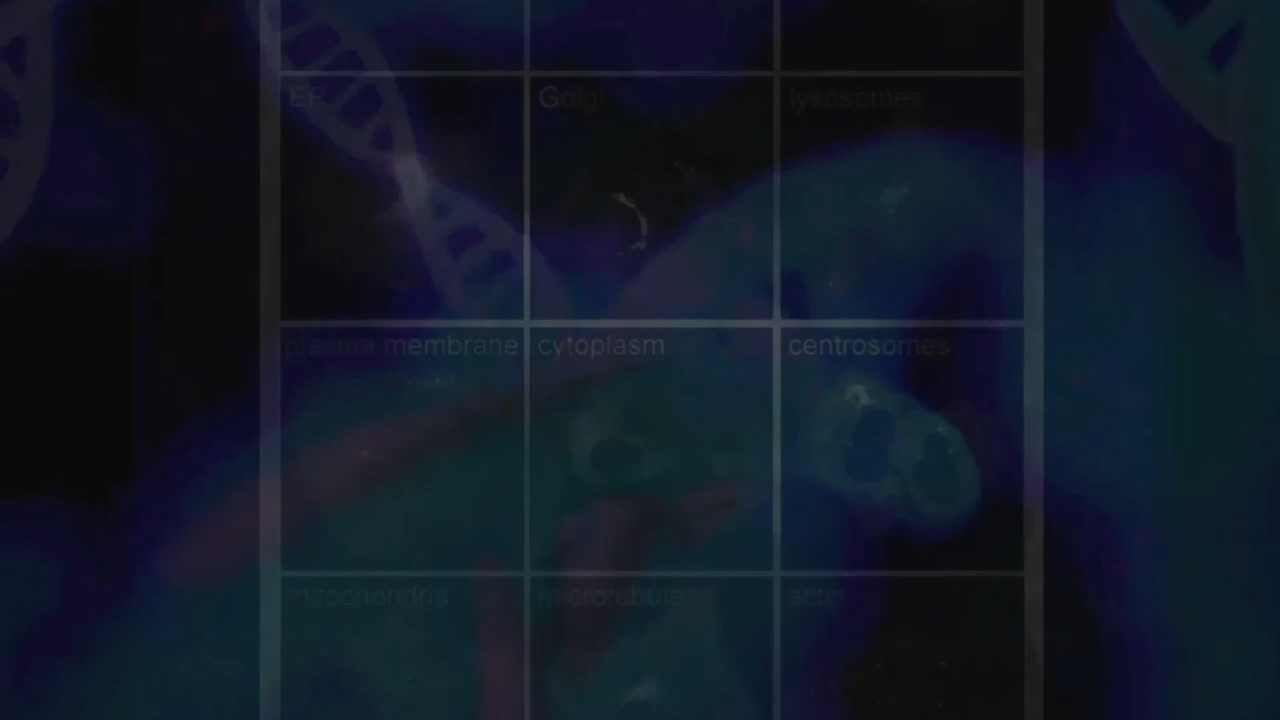 ER
Golgi
lysosomes
plasma membrane
cytoplasm
centrosomes
mitochondria
microtubules
actin